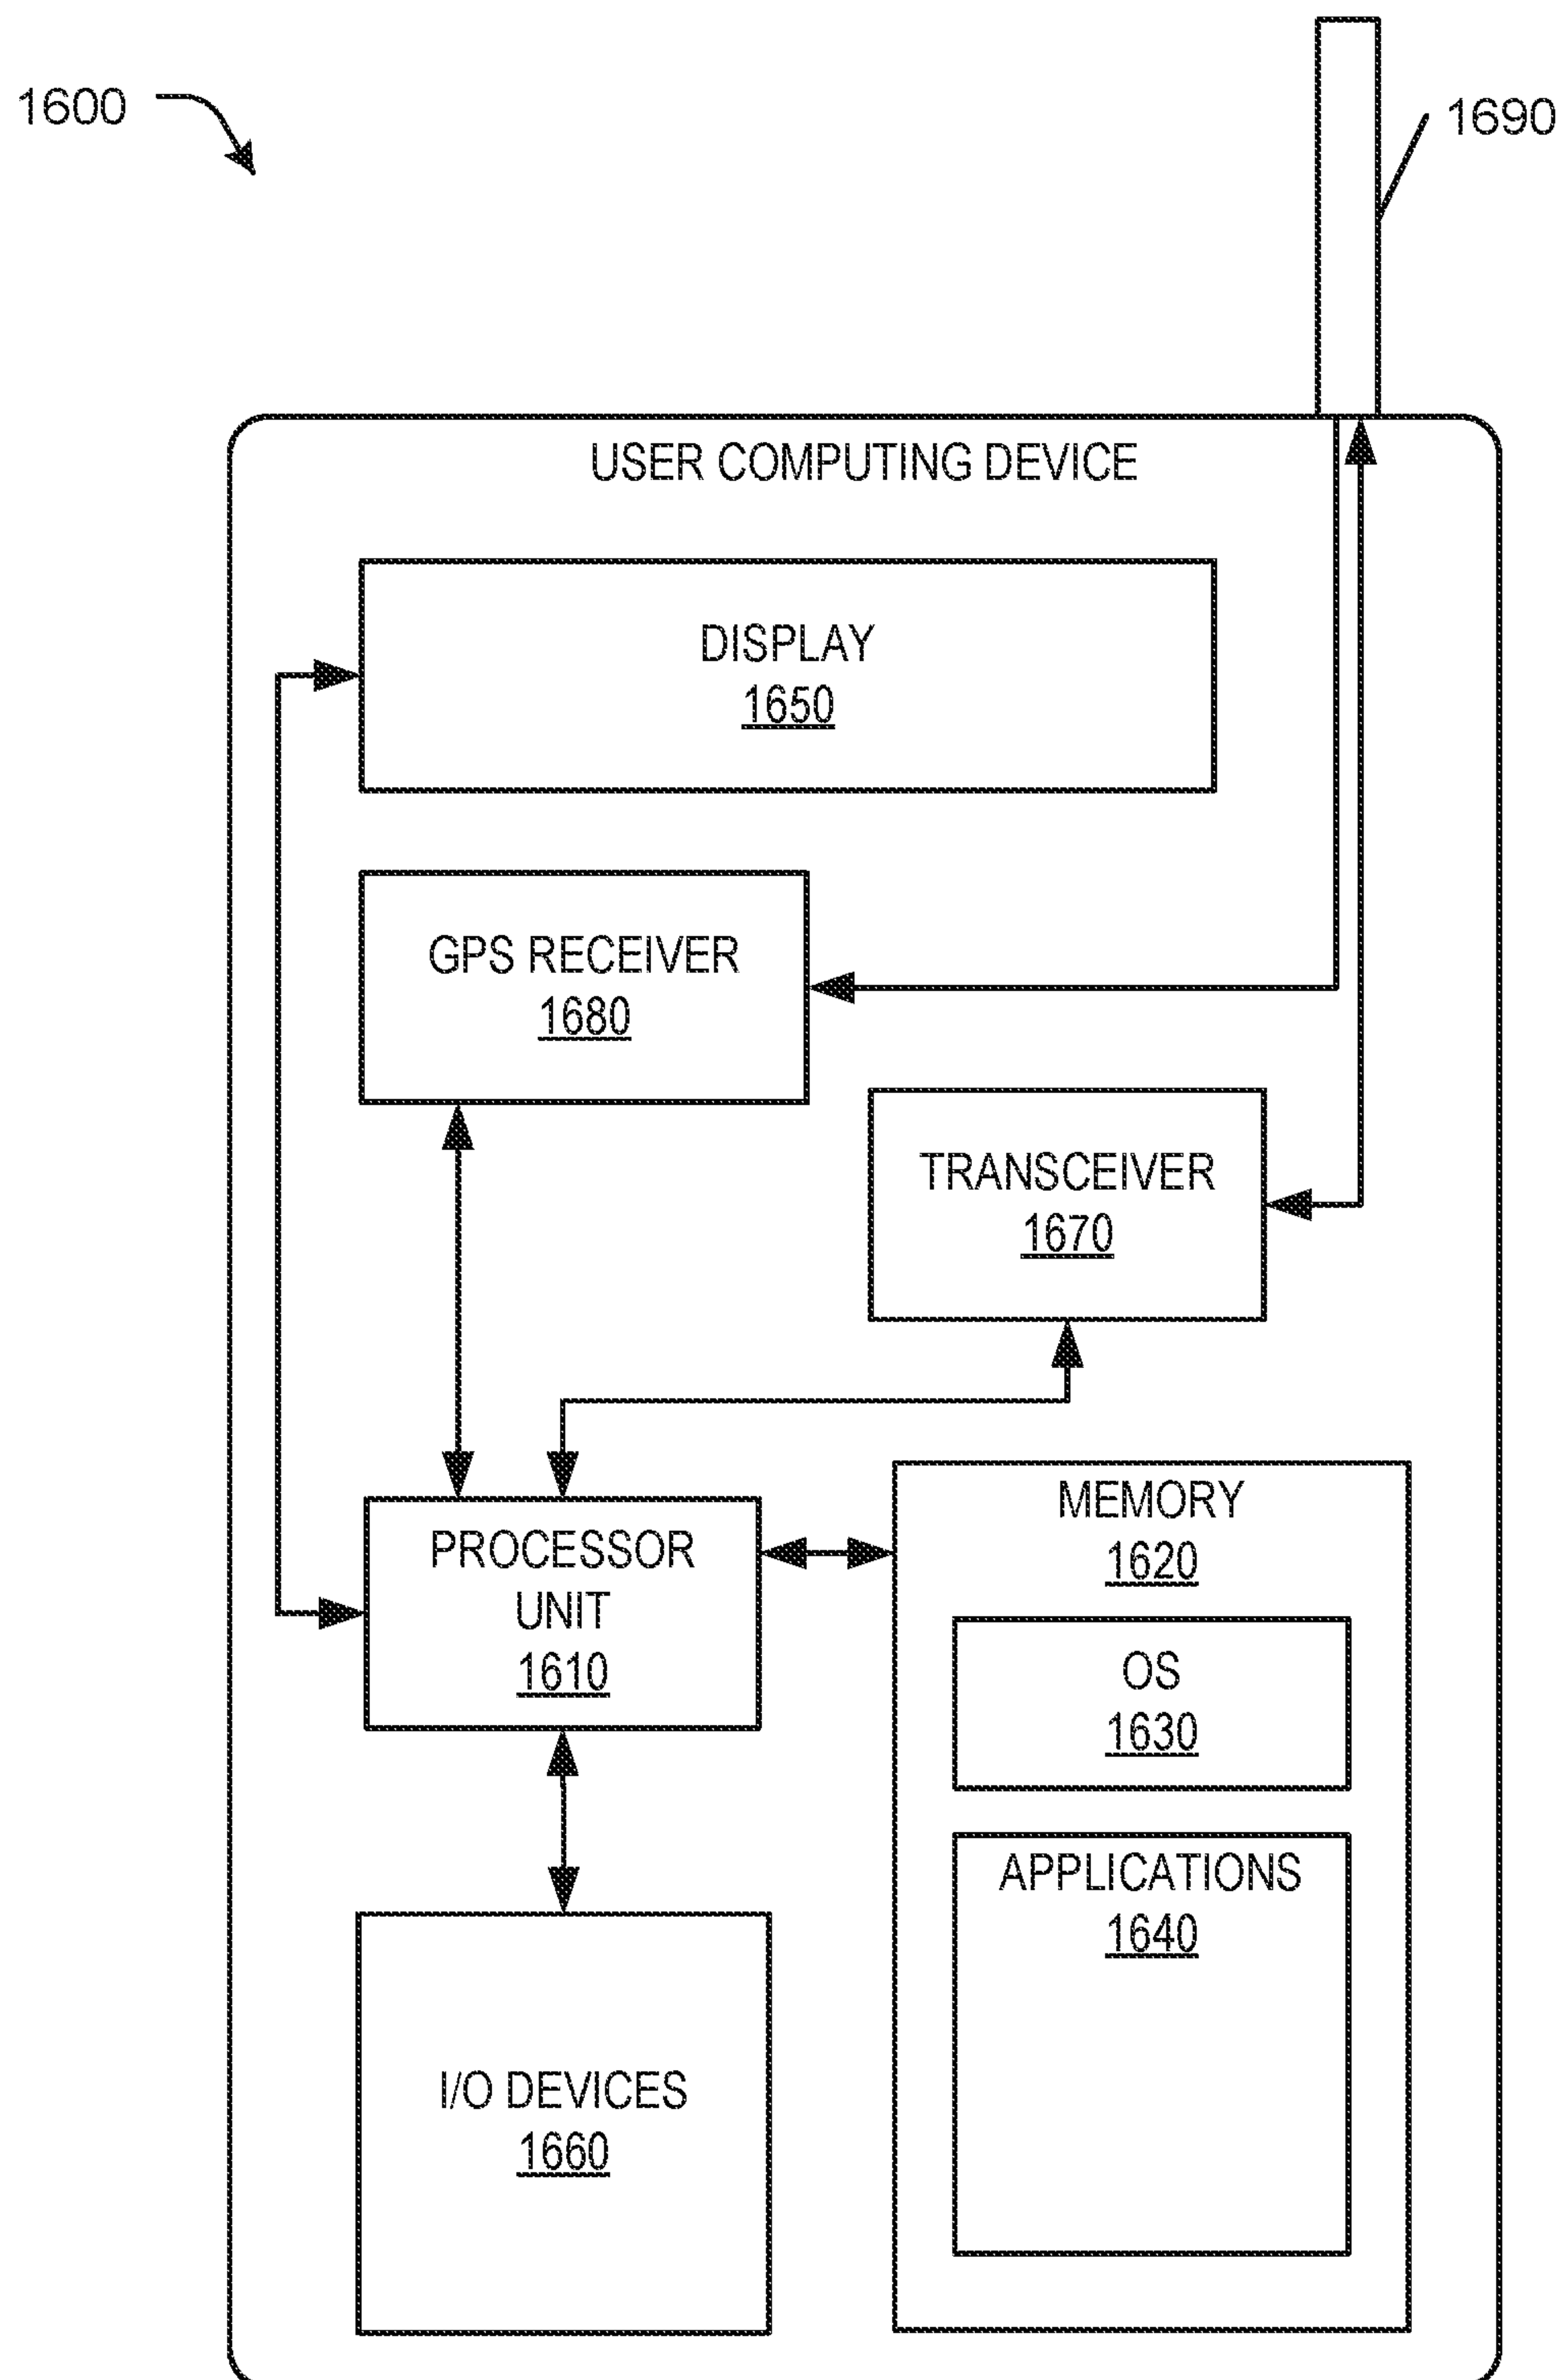 1600
1690
USER COMPUTING DEVICE
DISPLAY
1650
GPS RECEIVER
1680
TRANSCEIVER
1670
PROCESSOR
UNIT
1610
MEMORY
1620
OS
1630
APPLICATIONS
1640
I/O DEVICES
1660